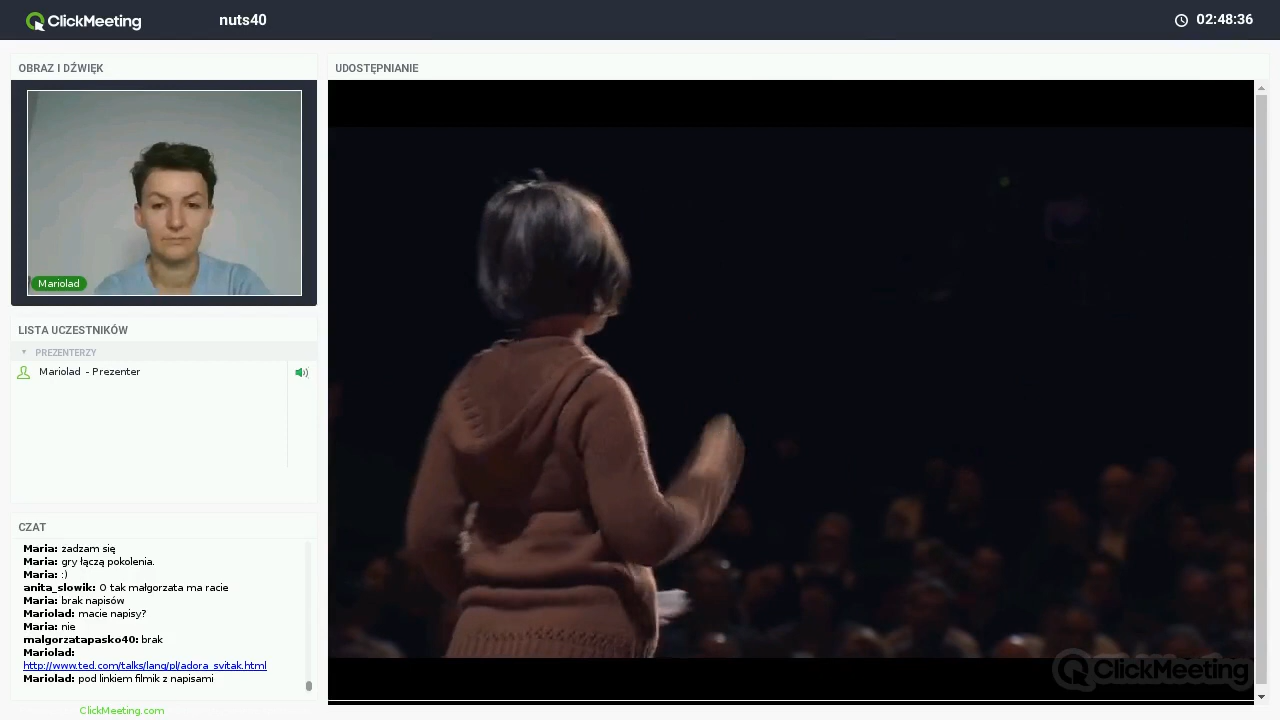 ClickMeeting
nuts40
02:48:36
OBRAZ I DŹWIĘK
Mariolad
LISTA UCZESTNIKÓW
PREZENTERZY
Mariolad - Prezenter
CZAT
Maria: zadzam się
Maria: gry łączą pokolenia.
Maria: :)
anita_slowik: O tak małgorzata ma racie
Maria: brak napisów
Mariolad: macie napisy?
Maria: nie
malgorzatapasko40: brak
Mariolad:
http://www.ted.com/talks/lang/pl/adora_svitak.html
Mariolad: pod linkiem filmik z napisami
ClickMeeting.com
UDOSTĘPNIANIE
ClickMeeting